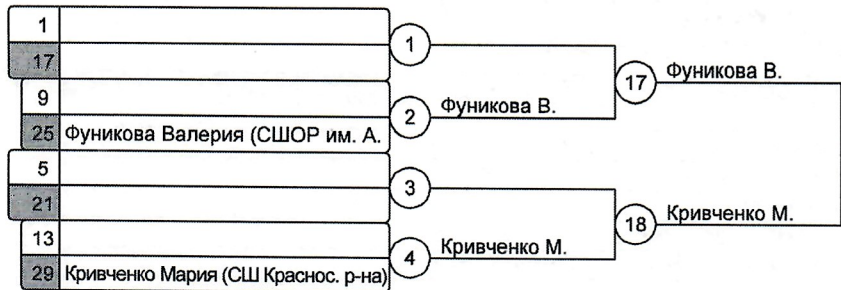 1
17
1
Фуникова В.
17
9
2
Фуникова В.
25 Фуникова Валерия (СШОР им. А.
5
3
21
18
Кривченко М.
13
4
Кривченко М.
29 Кривченко Мария (СШ Краснос. р-на)